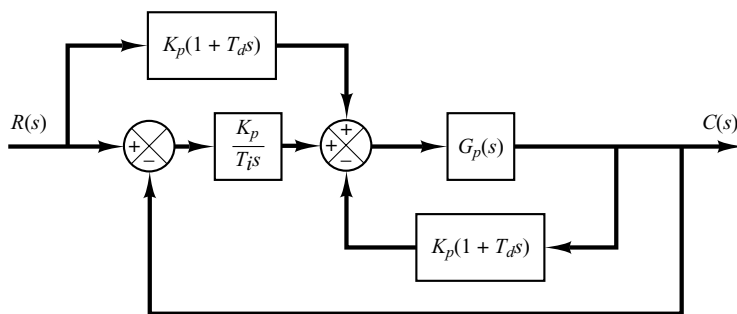 K_p(1 + T_d s)
R(s)
+
−
K_p
T_i s
+
+
−
G_p(s)
C(s)
K_p(1 + T_d s)